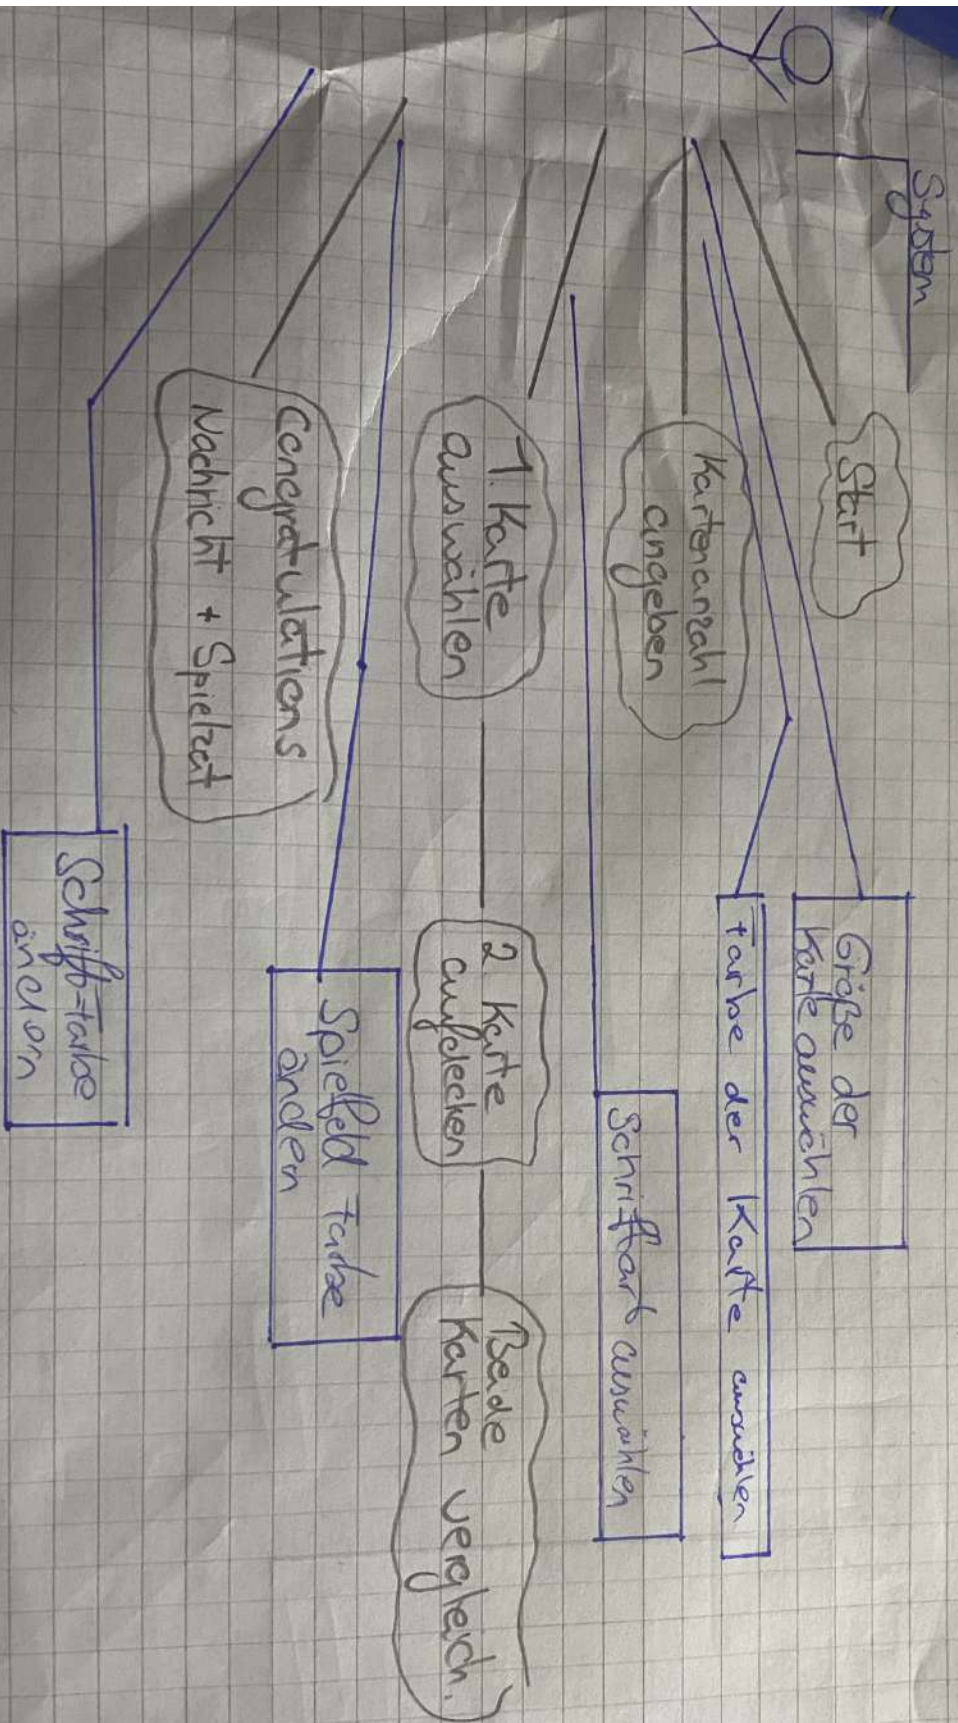 System
Start
Größe der
Karte auswählen
Farbe der Karte auswählen
Kartenanzahl
angeben
Schriftart auswählen
1. Karte
auswählen
2 Karte
aufdecken
Beide
Karten vergleich.
Spielfeld Farbe
änden
Congratulations
Nachricht + Spielzeit
Schrift-Farbe
ändern